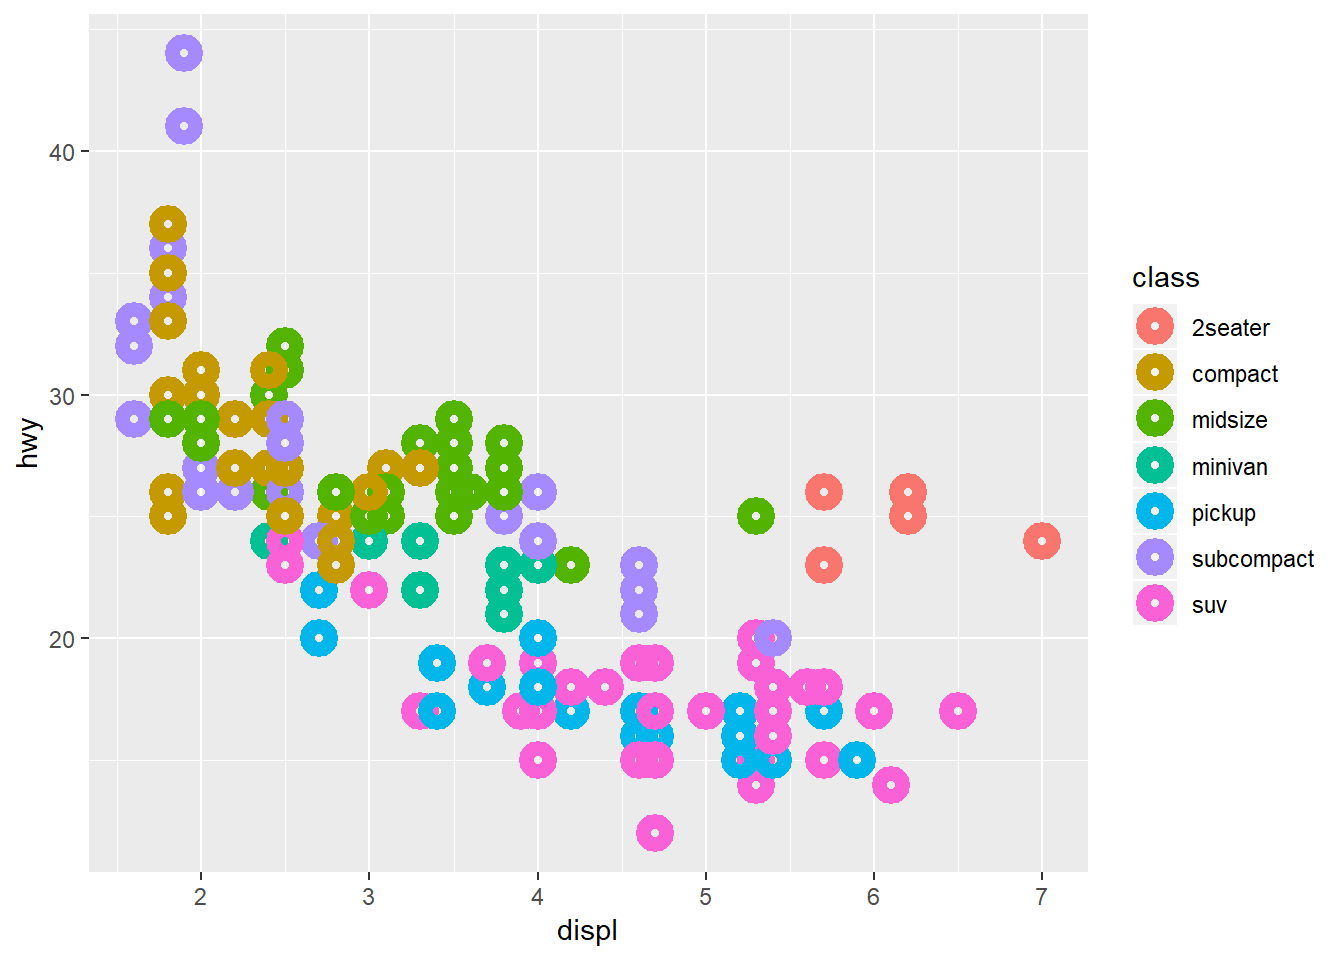 hwy
40
30
20
2 3 4 5 6 7
displ
class
2seater
compact
midsize
minivan
pickup
subcompact
suv